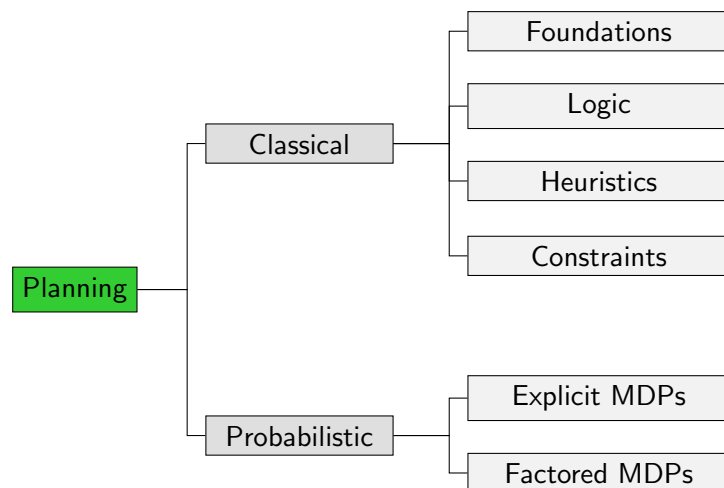 Planning
Classical
Foundations
Logic
Heuristics
Constraints
Probabilistic
Explicit MDPs
Factored MDPs